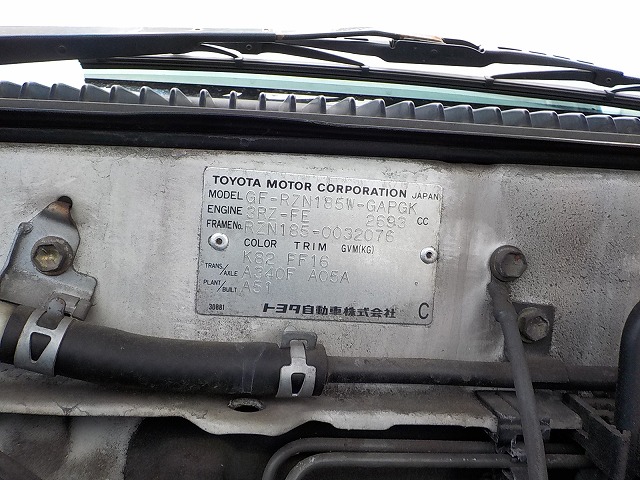 TOYOTA MOTOR CORPORATION JAPAN
MODEL GF-RZN185W-GAPGK
ENGINE 3RZ-FE 2693 CC
FRAME No. RZN185-0032076
COLOR TRIM GVM(KG)
K82 FF16
TRANS/AXLE A340F A05A
PLANT/BUILT A51
30881 トヨタ自動車株式会社 C